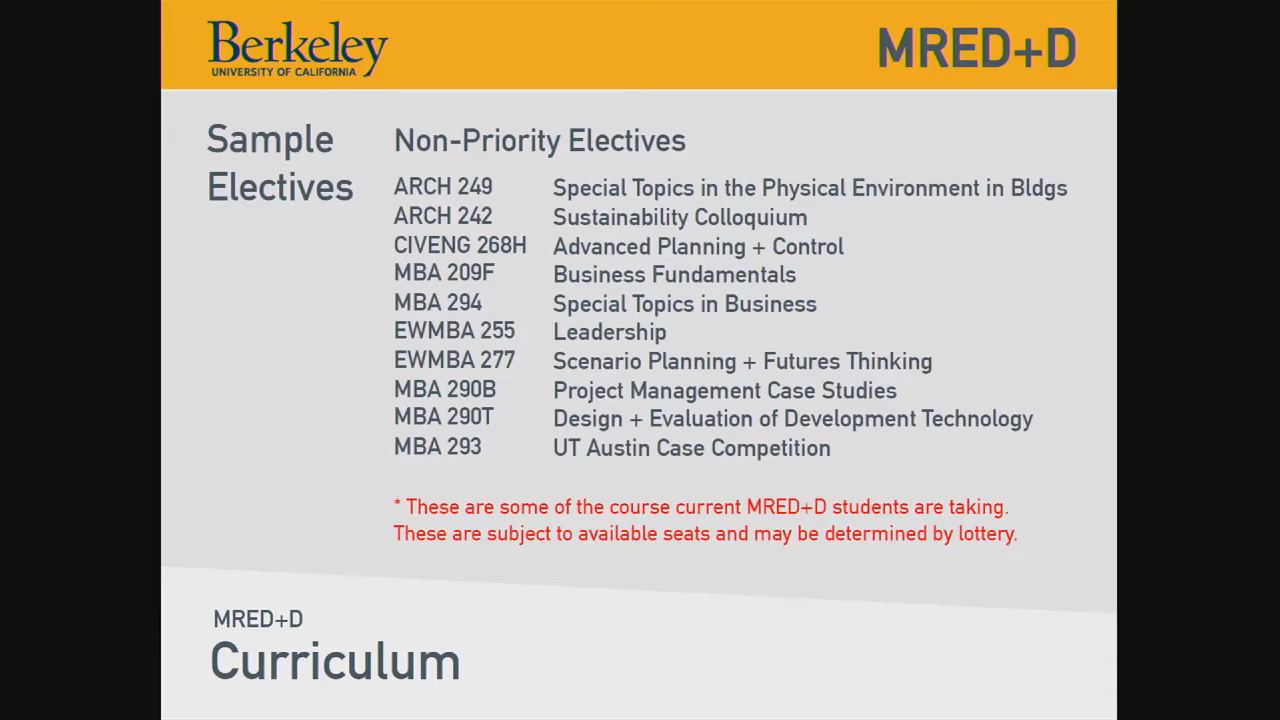 Berkeley
UNIVERSITY OF CALIFORNIA
MRED+D
Sample
Electives
Non-Priority Electives
ARCH 249 Special Topics in the Physical Environment in Bldgs
ARCH 242 Sustainability Colloquium
CIVENG 268H Advanced Planning + Control
MBA 209F Business Fundamentals
MBA 294 Special Topics in Business
EWMBA 255 Leadership
EWMBA 277 Scenario Planning + Futures Thinking
MBA 290B Project Management Case Studies
MBA 290T Design + Evaluation of Development Technology
MBA 293 UT Austin Case Competition
* These are some of the course current MRED+D students are taking.
These are subject to available seats and may be determined by lottery.
MRED+D
Curriculum